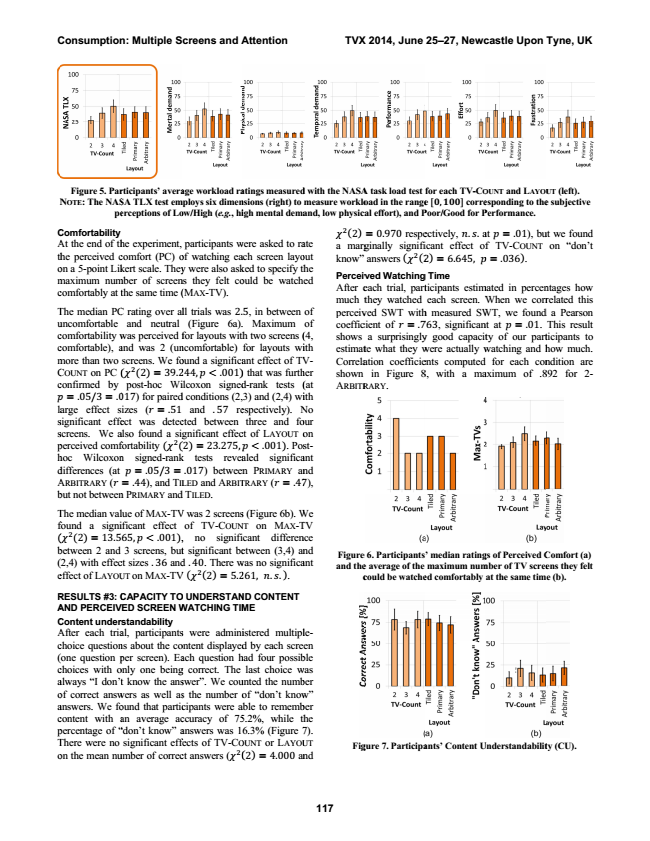 Consumption: Multiple Screens and Attention
TVX 2014, June 25–27, Newcastle Upon Tyne, UK
NASA TLX
100
75
50
25
0
2 3 4 Tiled Primary Arbitrary
TV-Count
Layout
Mental demand
100
75
50
25
0
2 3 4 Tiled Primary Arbitrary
TV-Count
Layout
Physical demand
100
75
50
25
0
2 3 4 Tiled Primary Arbitrary
TV-Count
Layout
Temporal demand
100
75
50
25
0
2 3 4 Tiled Primary Arbitrary
TV-Count
Layout
Performance
100
75
50
25
0
2 3 4 Tiled Primary Arbitrary
TV-Count
Layout
Effort
100
75
50
25
0
2 3 4 Tiled Primary Arbitrary
TV-Count
Layout
Frustration
100
75
50
25
0
2 3 4 Tiled Primary Arbitrary
TV-Count
Layout
Figure 5. Participants' average workload ratings measured with the NASA task load test for each TV-COUNT and LAYOUT (left).
NOTE: The NASA TLX test employs six dimensions (right) to measure workload in the range [0, 100] corresponding to the subjective
perceptions of Low/High (e.g., high mental demand, low physical effort), and Poor/Good for Performance.
Comfortability
At the end of the experiment, participants were asked to rate
the perceived comfort (PC) of watching each screen layout
on a 5-point Likert scale. They were also asked to specify the
maximum number of screens they felt could be watched
comfortably at the same time (MAX-TV).
The median PC rating over all trials was 2.5, in between of
uncomfortable and neutral (Figure 6a). Maximum of
comfortability was perceived for layouts with two screens (4,
comfortable), and was 2 (uncomfortable) for layouts with
more than two screens. We found a significant effect of TV-
COUNT on PC (χ²(2) = 39.244, p < .001) that was further
confirmed by post-hoc Wilcoxon signed-rank tests (at
p = .05/3 = .017) for paired conditions (2,3) and (2,4) with
large effect sizes (r = .51 and .57 respectively). No
significant effect was detected between three and four
screens. We also found a significant effect of LAYOUT on
perceived comfortability (χ²(2) = 23.275, p < .001). Post-
hoc Wilcoxon signed-rank tests revealed significant
differences (at p = .05/3 = .017) between PRIMARY and
ARBITRARY (r = .44), and TILED and ARBITRARY (r = .47),
but not between PRIMARY and TILED.
The median value of MAX-TV was 2 screens (Figure 6b). We
found a significant effect of TV-COUNT on MAX-TV
(χ²(2) = 13.565, p < .001), no significant difference
between 2 and 3 screens, but significant between (3,4) and
(2,4) with effect sizes .36 and .40. There was no significant
effect of LAYOUT on MAX-TV (χ²(2) = 5.261, n. s.).
RESULTS #3: CAPACITY TO UNDERSTAND CONTENT
AND PERCEIVED SCREEN WATCHING TIME
Content understandability
After each trial, participants were administered multiple-
choice questions about the content displayed by each screen
(one question per screen). Each question had four possible
choices with only one being correct. The last choice was
always “I don't know the answer”. We counted the number
of correct answers as well as the number of “don't know”
answers. We found that participants were able to remember
content with an average accuracy of 75.2%, while the
percentage of “don't know” answers was 16.3% (Figure 7).
There were no significant effects of TV-COUNT or LAYOUT
on the mean number of correct answers (χ²(2) = 4.000 and
χ²(2) = 0.970 respectively, n. s. at p = .01), but we found
a marginally significant effect of TV-COUNT on “don't
know” answers (χ²(2) = 6.645, p = .036).
Perceived Watching Time
After each trial, participants estimated in percentages how
much they watched each screen. When we correlated this
perceived SWT with measured SWT, we found a Pearson
coefficient of r = .763, significant at p = .01. This result
shows a surprisingly good capacity of our participants to
estimate what they were actually watching and how much.
Correlation coefficients computed for each condition are
shown in Figure 8, with a maximum of .892 for 2-
ARBITRARY.
Comfortability
5
4
3
2
1
2 3 4 Tiled Primary Arbitrary
TV-Count
Layout
(a)
Max-TVs
4
3
2
1
2 3 4 Tiled Primary Arbitrary
TV-Count
Layout
(b)
Figure 6. Participants' median ratings of Perceived Comfort (a)
and the average of the maximum number of TV screens they felt
could be watched comfortably at the same time (b).
Correct Answers [%]
100
75
50
25
0
2 3 4 Tiled Primary Arbitrary
TV-Count
Layout
(a)
"Don't know" Answers [%]
100
75
50
25
0
2 3 4 Tiled Primary Arbitrary
TV-Count
Layout
(b)
Figure 7. Participants' Content Understandability (CU).
117